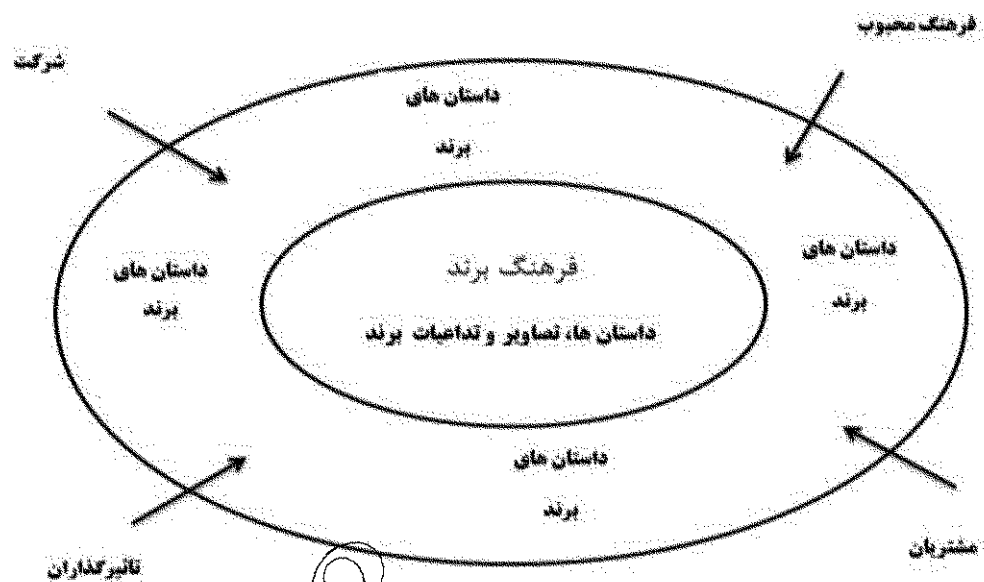 فرهنگ محبوب
شرکت
داستان های
برند
داستان های
برند
داستان های
برند
فرهنگ برند
داستان ها، تصاویر و تداعیات برند
داستان های
برند
مشتریان
تاثیرگذاران